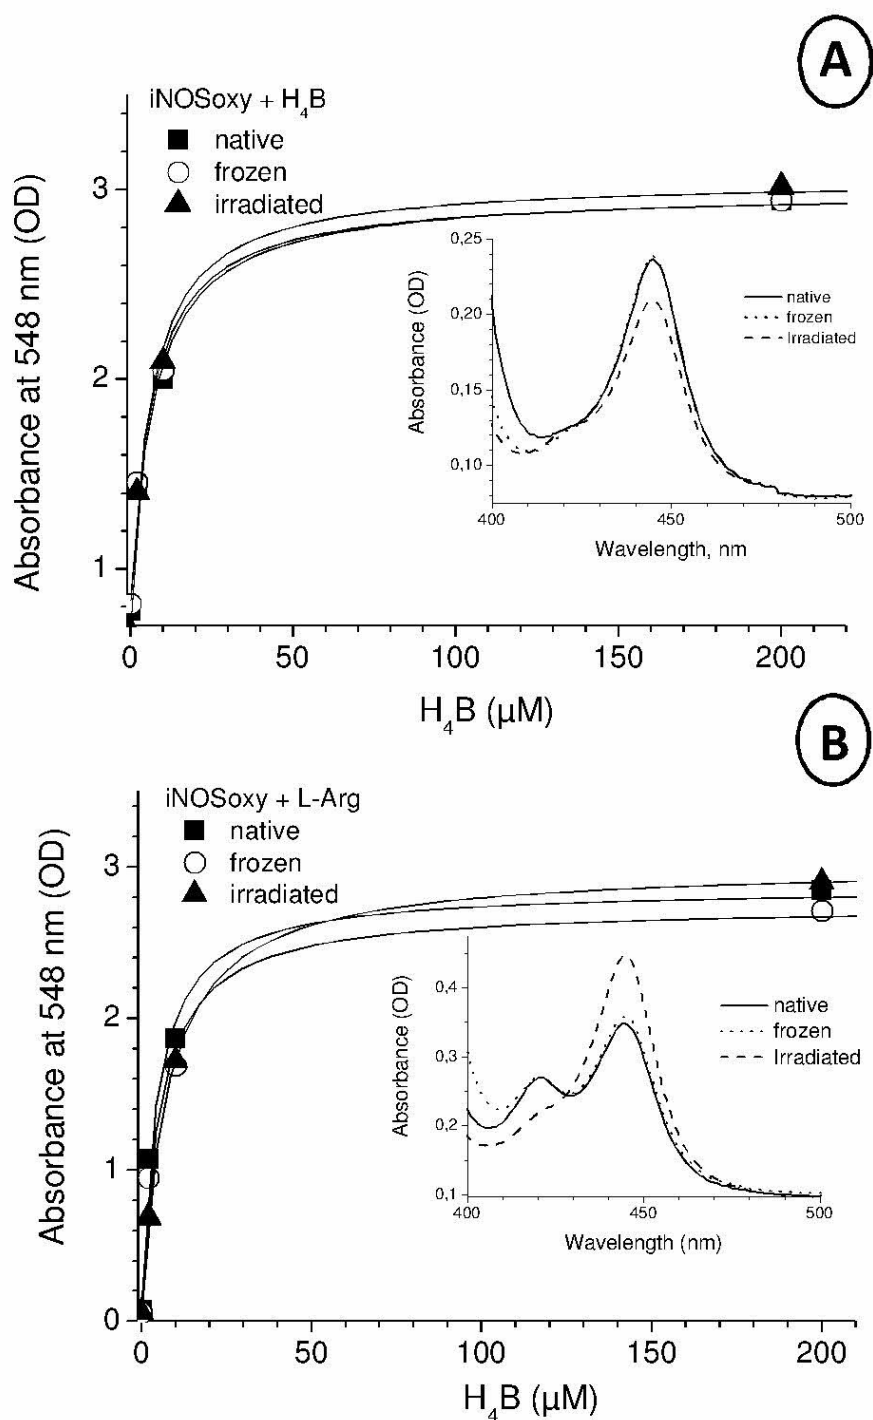 A
iNOSoxy + H₄B
native
frozen
irradiated
Absorbance at 548 nm (OD)
3
2
1
0 50 100 150 200
H₄B (µM)
0,25
0,20
0,15
0,10
Absorbance (OD)
native
frozen
Irradiated
400 450 500
Wavelength, nm
B
iNOSoxy + L-Arg
native
frozen
irradiated
Absorbance at 548 nm (OD)
3
2
1
0
0 50 100 150 200
H₄B (µM)
0,4
0,3
0,2
0,1
Absorbance (OD)
native
frozen
Irradiated
400 450 500
Wavelength (nm)